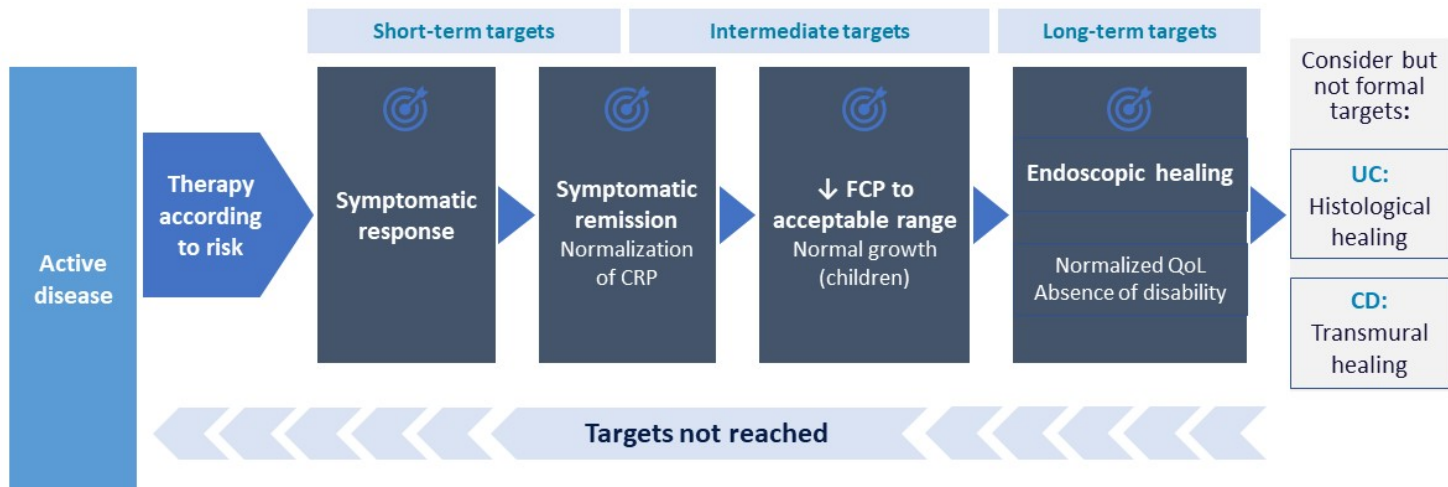 Short-term targets
Intermediate targets
Long-term targets
Active
disease
Therapy
according
to risk
Symptomatic
response
Symptomatic
remission
Normalization
of CRP
↓ FCP to
acceptable range
Normal growth
(children)
Endoscopic healing
Normalized QoL
Absence of disability
Consider but
not formal
targets:
UC:
Histological
healing
CD:
Transmural
healing
Targets not reached